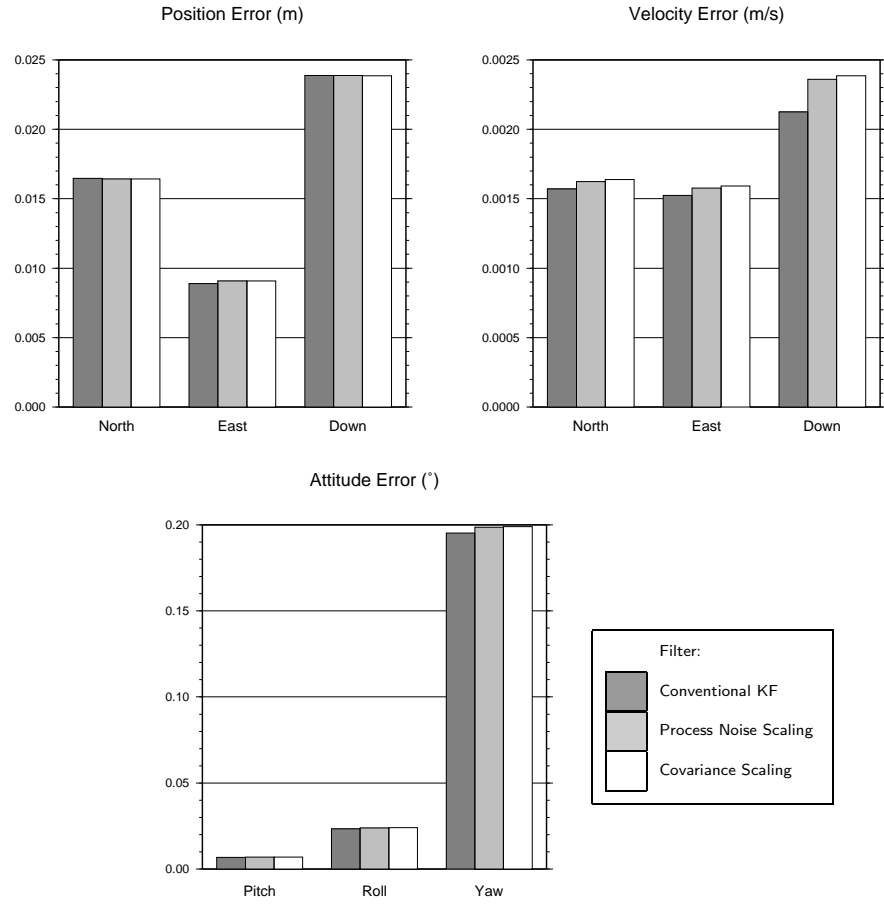 Position Error (m)
0.025
0.020
0.015
0.010
0.005
0.000
North East Down
Velocity Error (m/s)
0.0025
0.0020
0.0015
0.0010
0.0005
0.0000
North East Down
Attitude Error (°)
0.20
0.15
0.10
0.05
0.00
Pitch Roll Yaw
Filter:
Conventional KF
Process Noise Scaling
Covariance Scaling